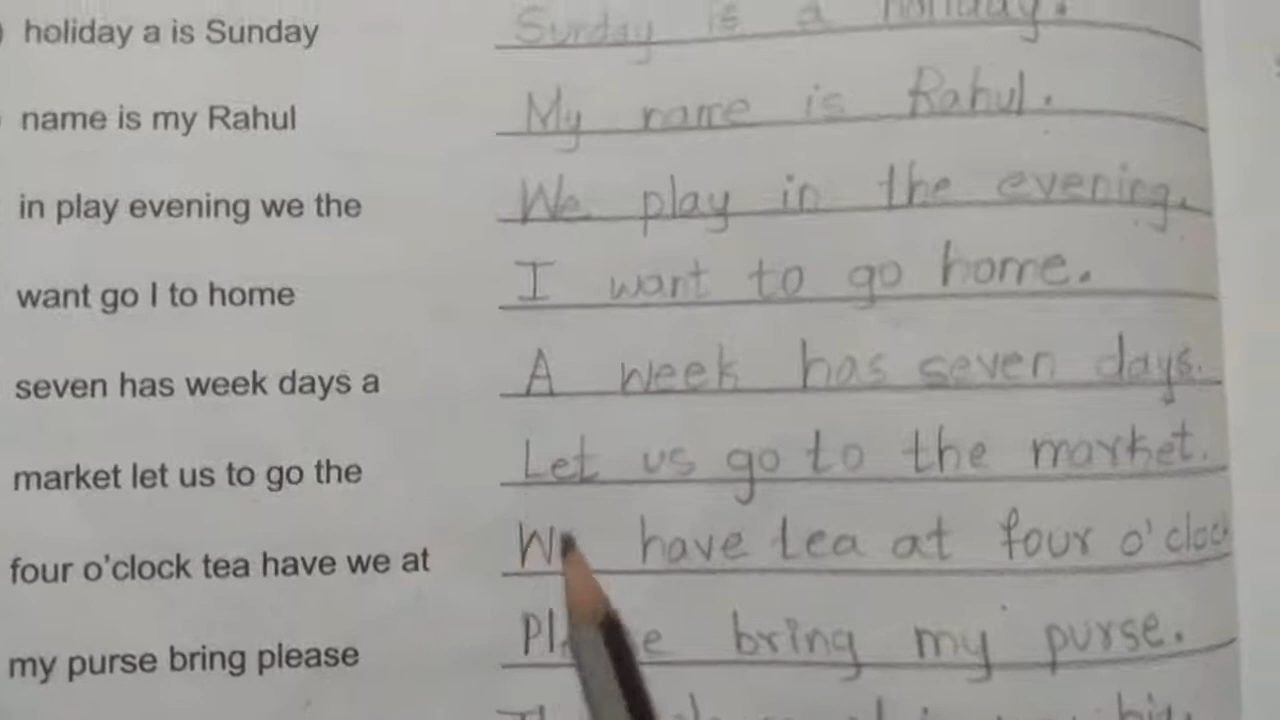 holiday a is Sunday Sunday is a holiday.
name is my Rahul My name is Rahul.
in play evening we the We play in the evening.
want go I to home I want to go home.
seven has week days a A week has seven days.
market let us to go the Let us go to the market.
four o'clock tea have we at We have tea at four o'cloc
my purse bring please bring my purse.